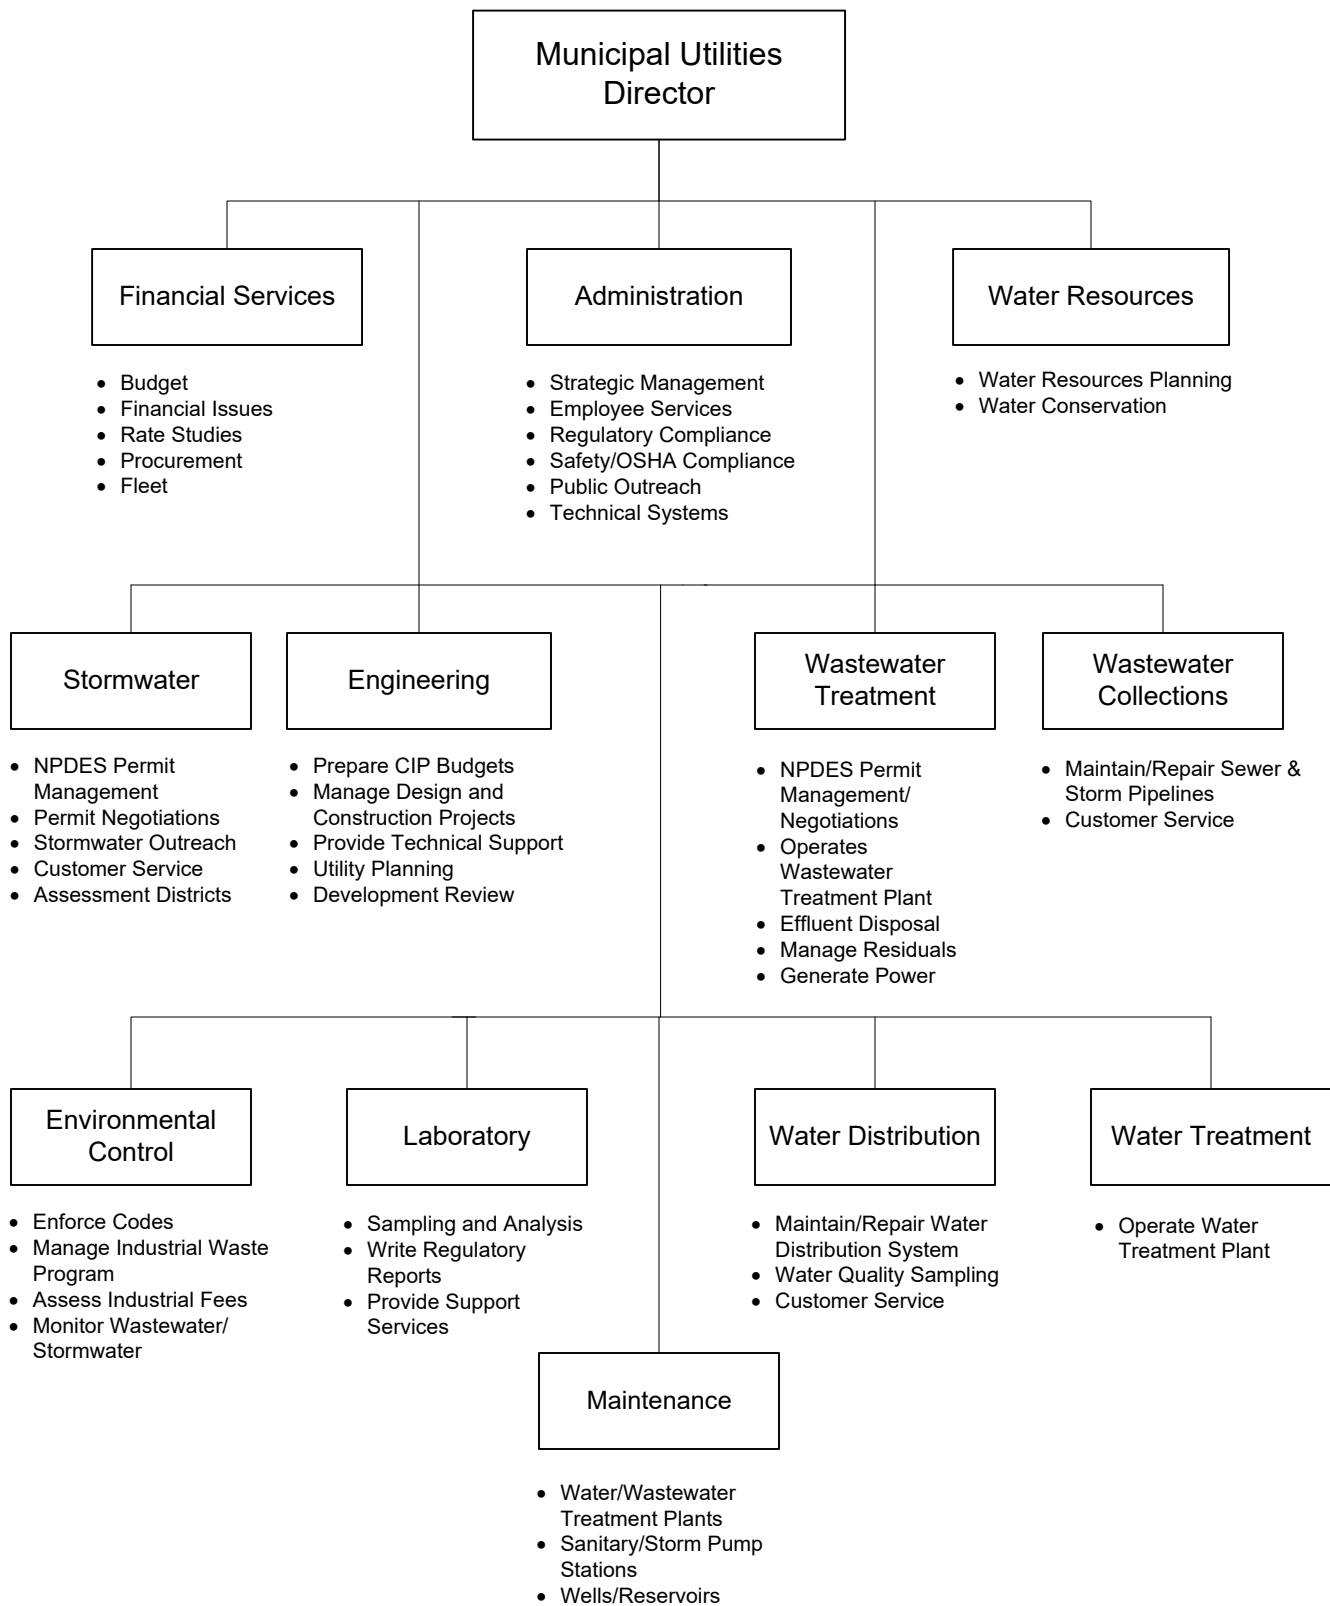 Municipal Utilities
Director
Financial Services
• Budget
• Financial Issues
• Rate Studies
• Procurement
• Fleet
Administration
• Strategic Management
• Employee Services
• Regulatory Compliance
• Safety/OSHA Compliance
• Public Outreach
• Technical Systems
Water Resources
• Water Resources Planning
• Water Conservation
Stormwater
• NPDES Permit
Management
• Permit Negotiations
• Stormwater Outreach
• Customer Service
• Assessment Districts
Engineering
• Prepare CIP Budgets
• Manage Design and
Construction Projects
• Provide Technical Support
• Utility Planning
• Development Review
Wastewater
Treatment
• NPDES Permit
Management/
Negotiations
• Operates
Wastewater
Treatment Plant
• Effluent Disposal
• Manage Residuals
• Generate Power
Wastewater
Collections
• Maintain/Repair Sewer &
Storm Pipelines
• Customer Service
Environmental
Control
• Enforce Codes
• Manage Industrial Waste
Program
• Assess Industrial Fees
• Monitor Wastewater/
Stormwater
Laboratory
• Sampling and Analysis
• Write Regulatory
Reports
• Provide Support
Services
Water Distribution
• Maintain/Repair Water
Distribution System
• Water Quality Sampling
• Customer Service
Water Treatment
• Operate Water
Treatment Plant
Maintenance
• Water/Wastewater
Treatment Plants
• Sanitary/Storm Pump
Stations
• Wells/Reservoirs